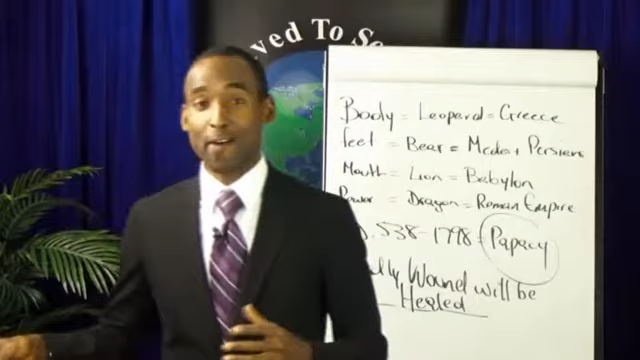 ved To Se
Body = Leopard = Greece
feet = Bear = Medes + Persians
Mouth = Lion = Babylon
Power = Dragon = Roman Empire
.538-1798 = Papacy
Wound will be
Healed